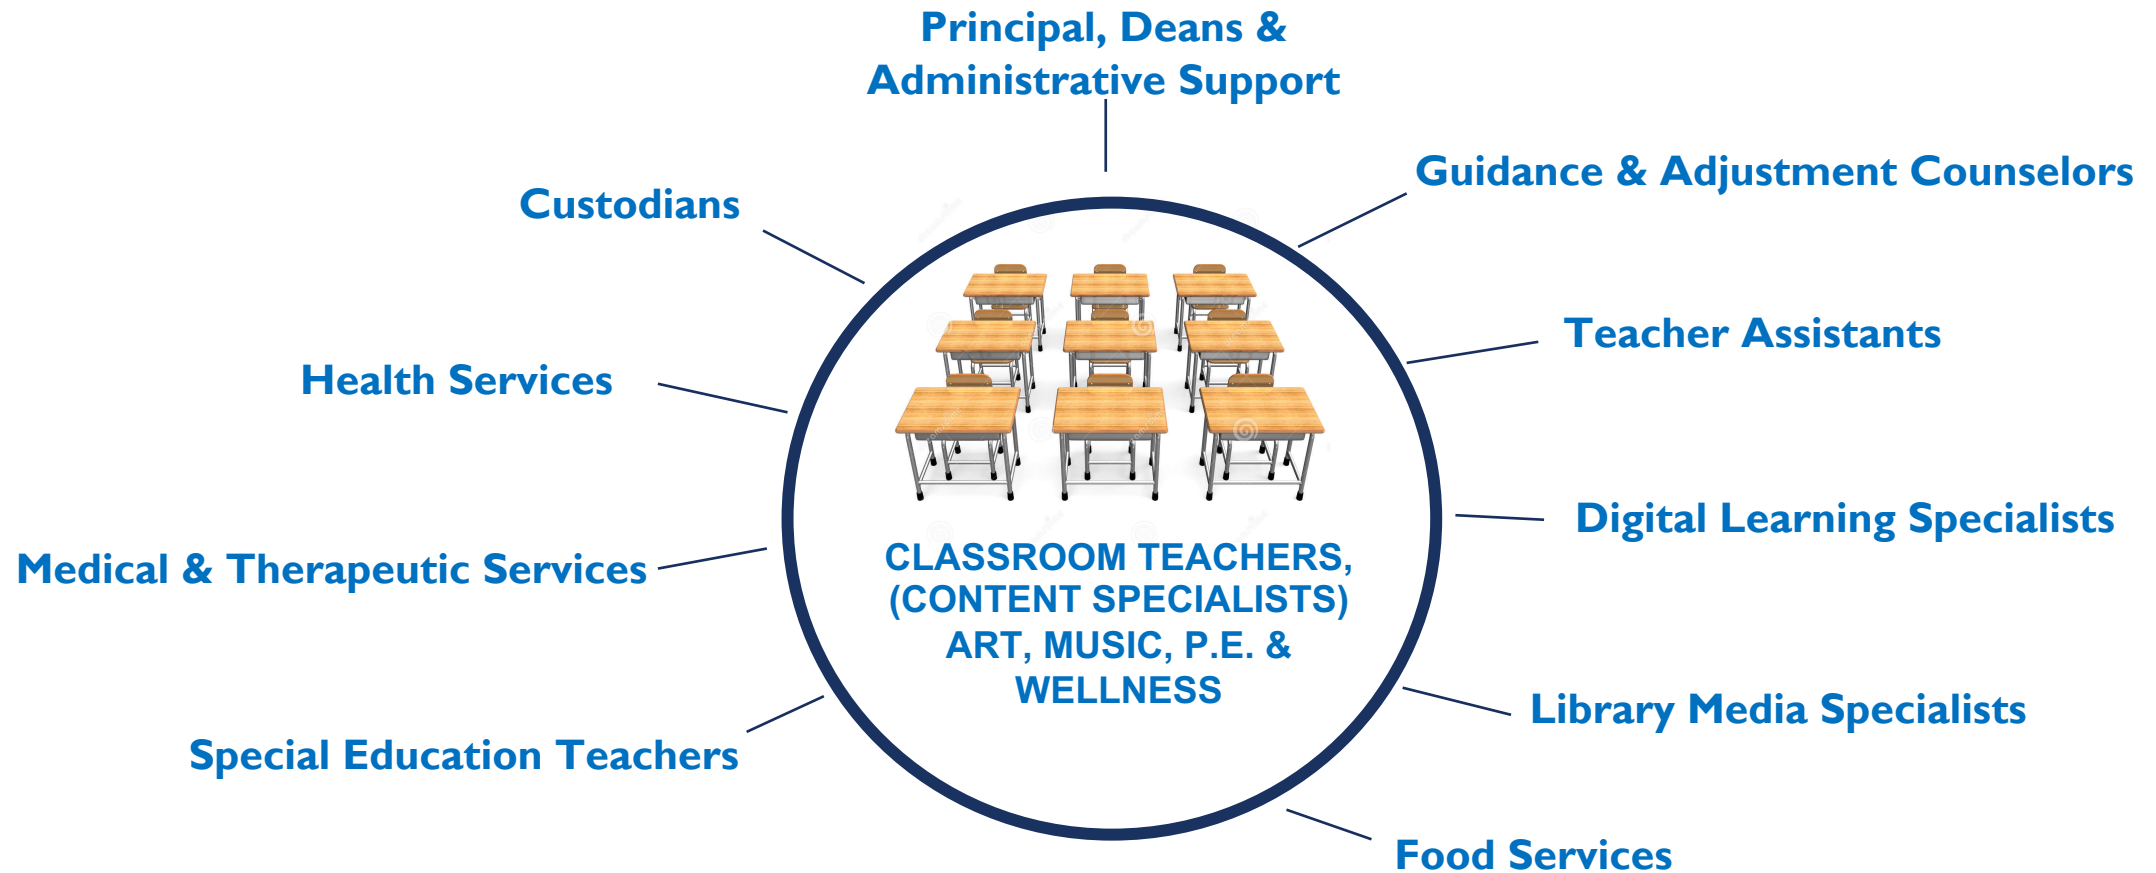 Principal, Deans &
Administrative Support
Guidance & Adjustment Counselors
Custodians
Teacher Assistants
Health Services
Digital Learning Specialists
CLASSROOM TEACHERS,
(CONTENT SPECIALISTS)
ART, MUSIC, P.E. &
WELLNESS
Medical & Therapeutic Services
Library Media Specialists
Special Education Teachers
Food Services